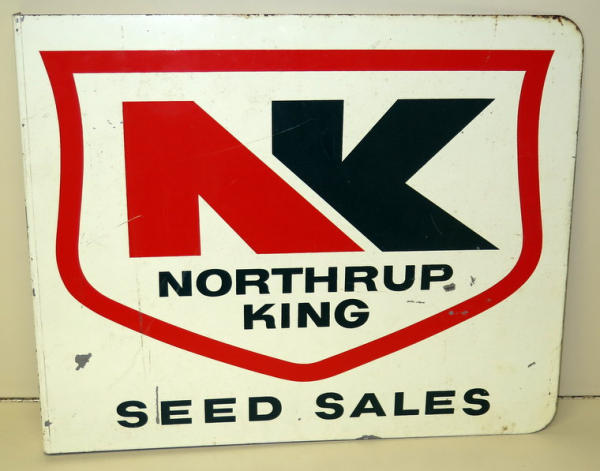 NK
NORTHRUP
KING
SEED SALES